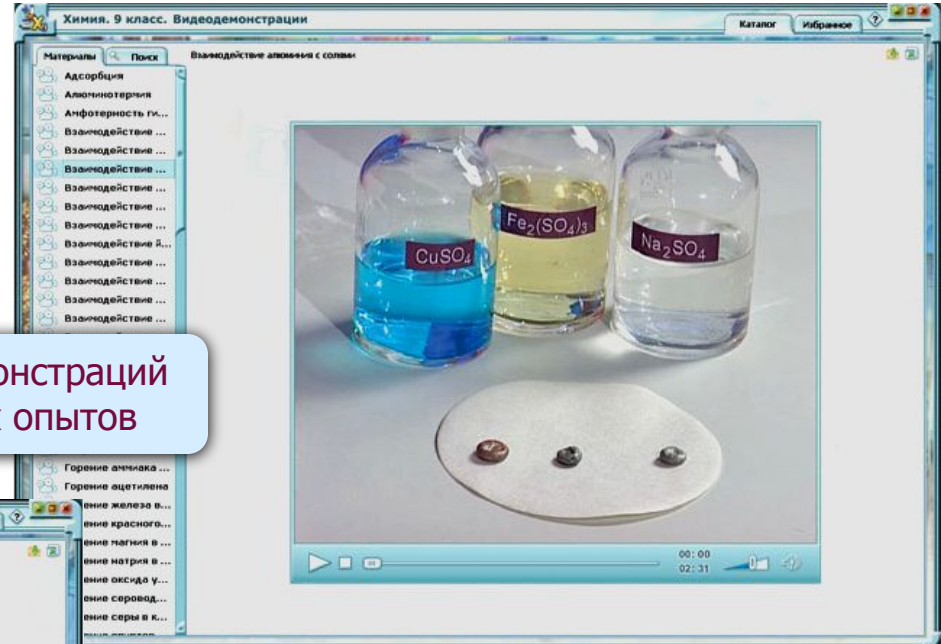 Химия. 9 класс. Видеодемонстрации
Каталог
Избранное
?
Материалы
Поиск
Взаимодействие алюминия с солями
Адсорбция
Алюминотермия
Амфотерность ги...
Взаимодействие ...
Взаимодействие ...
Взаимодействие ...
Взаимодействие ...
Взаимодействие ...
Взаимодействие ...
Взаимодействие й...
Взаимодействие ...
Взаимодействие ...
Взаимодействие ...
Взаимодействие ...
CuSO4
Fe2(SO4)3
Na2SO4
онстраций
опытов
Горение аммиака ...
Горение ацетилена
ение железа в...
ение красного...
ение магния в ...
ение натрия в ...
ение оксида у...
ение серовод...
ение серы в к...
00:00
02:31
?